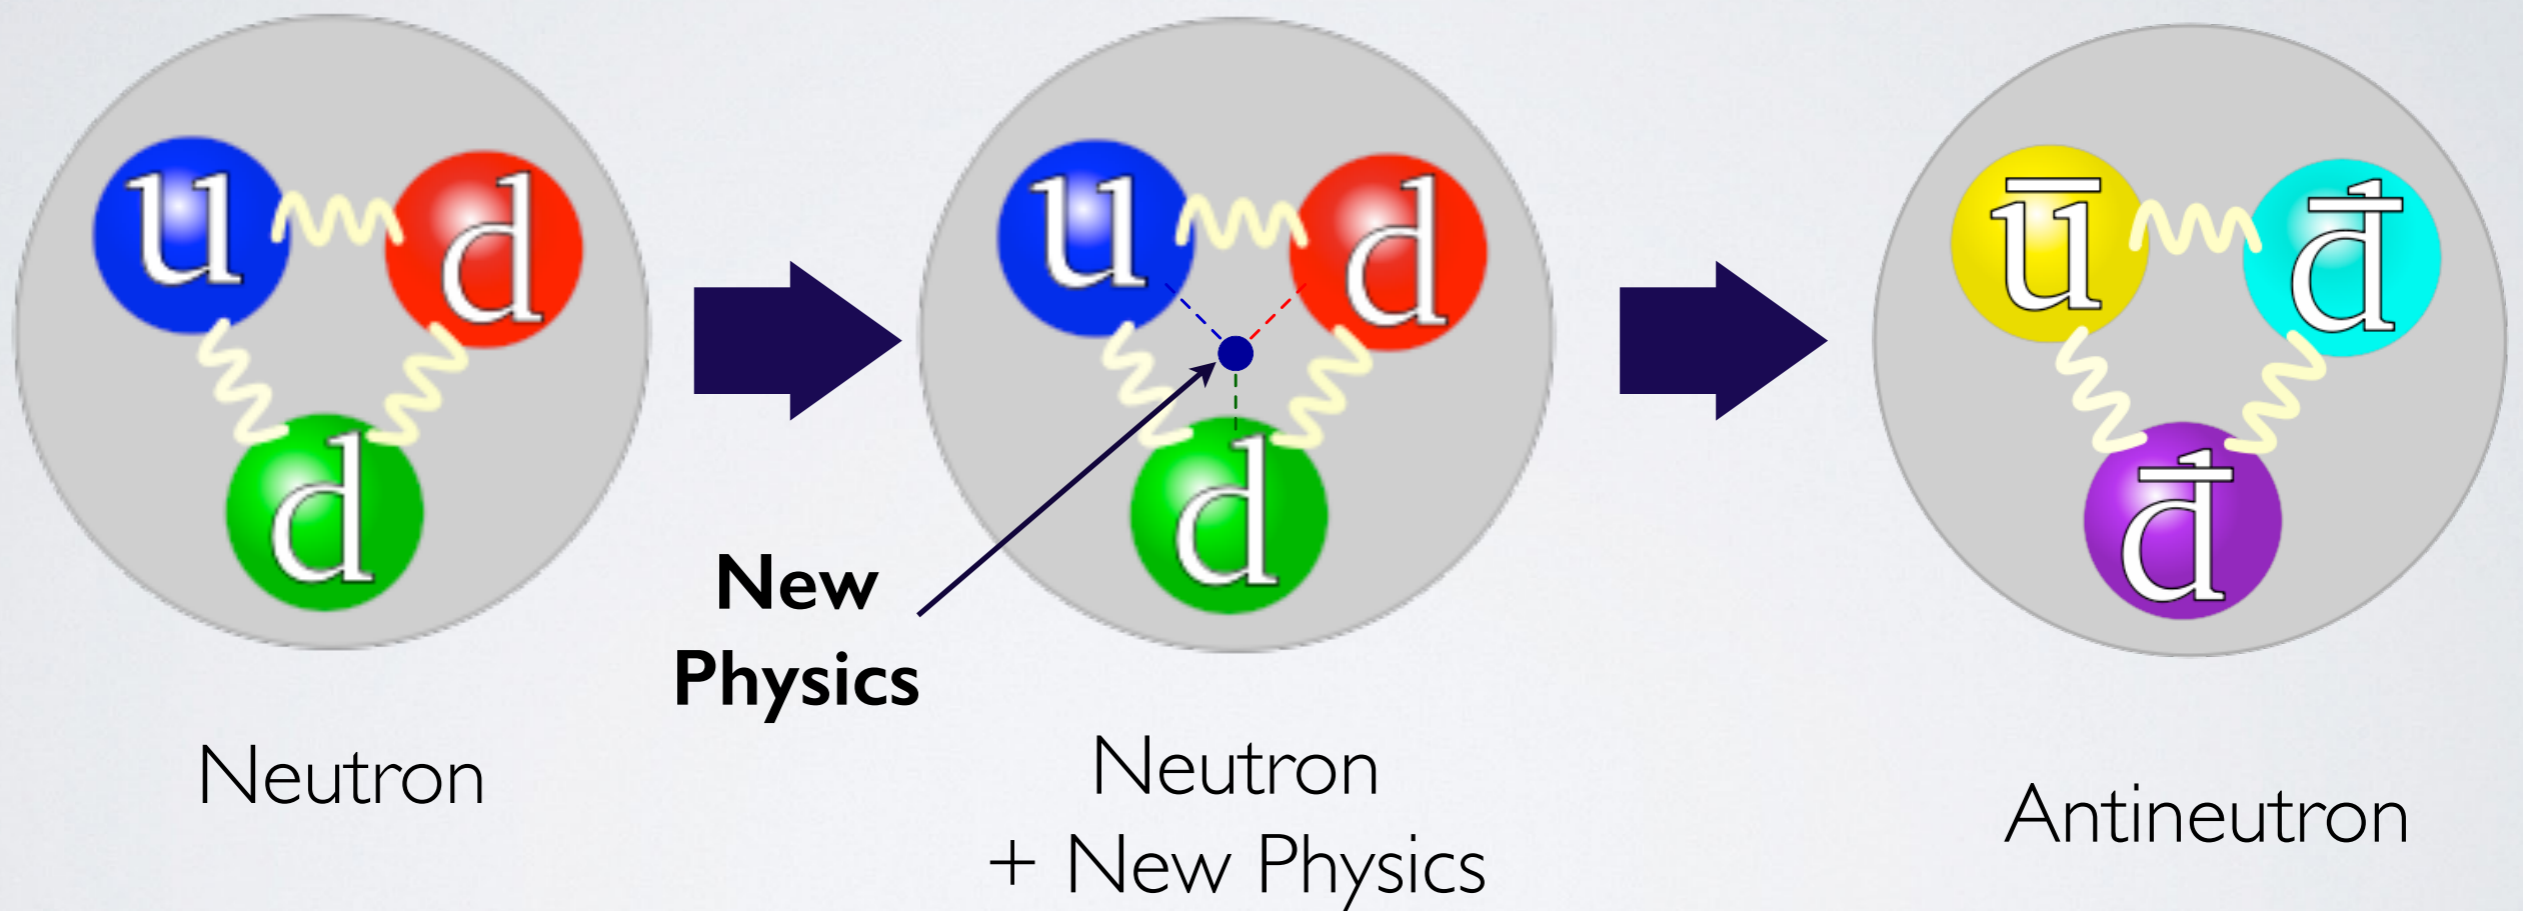 u d
d
Neutron
u d
d
New
Physics
Neutron
+ New Physics
u̅ d̅
d̅
Antineutron